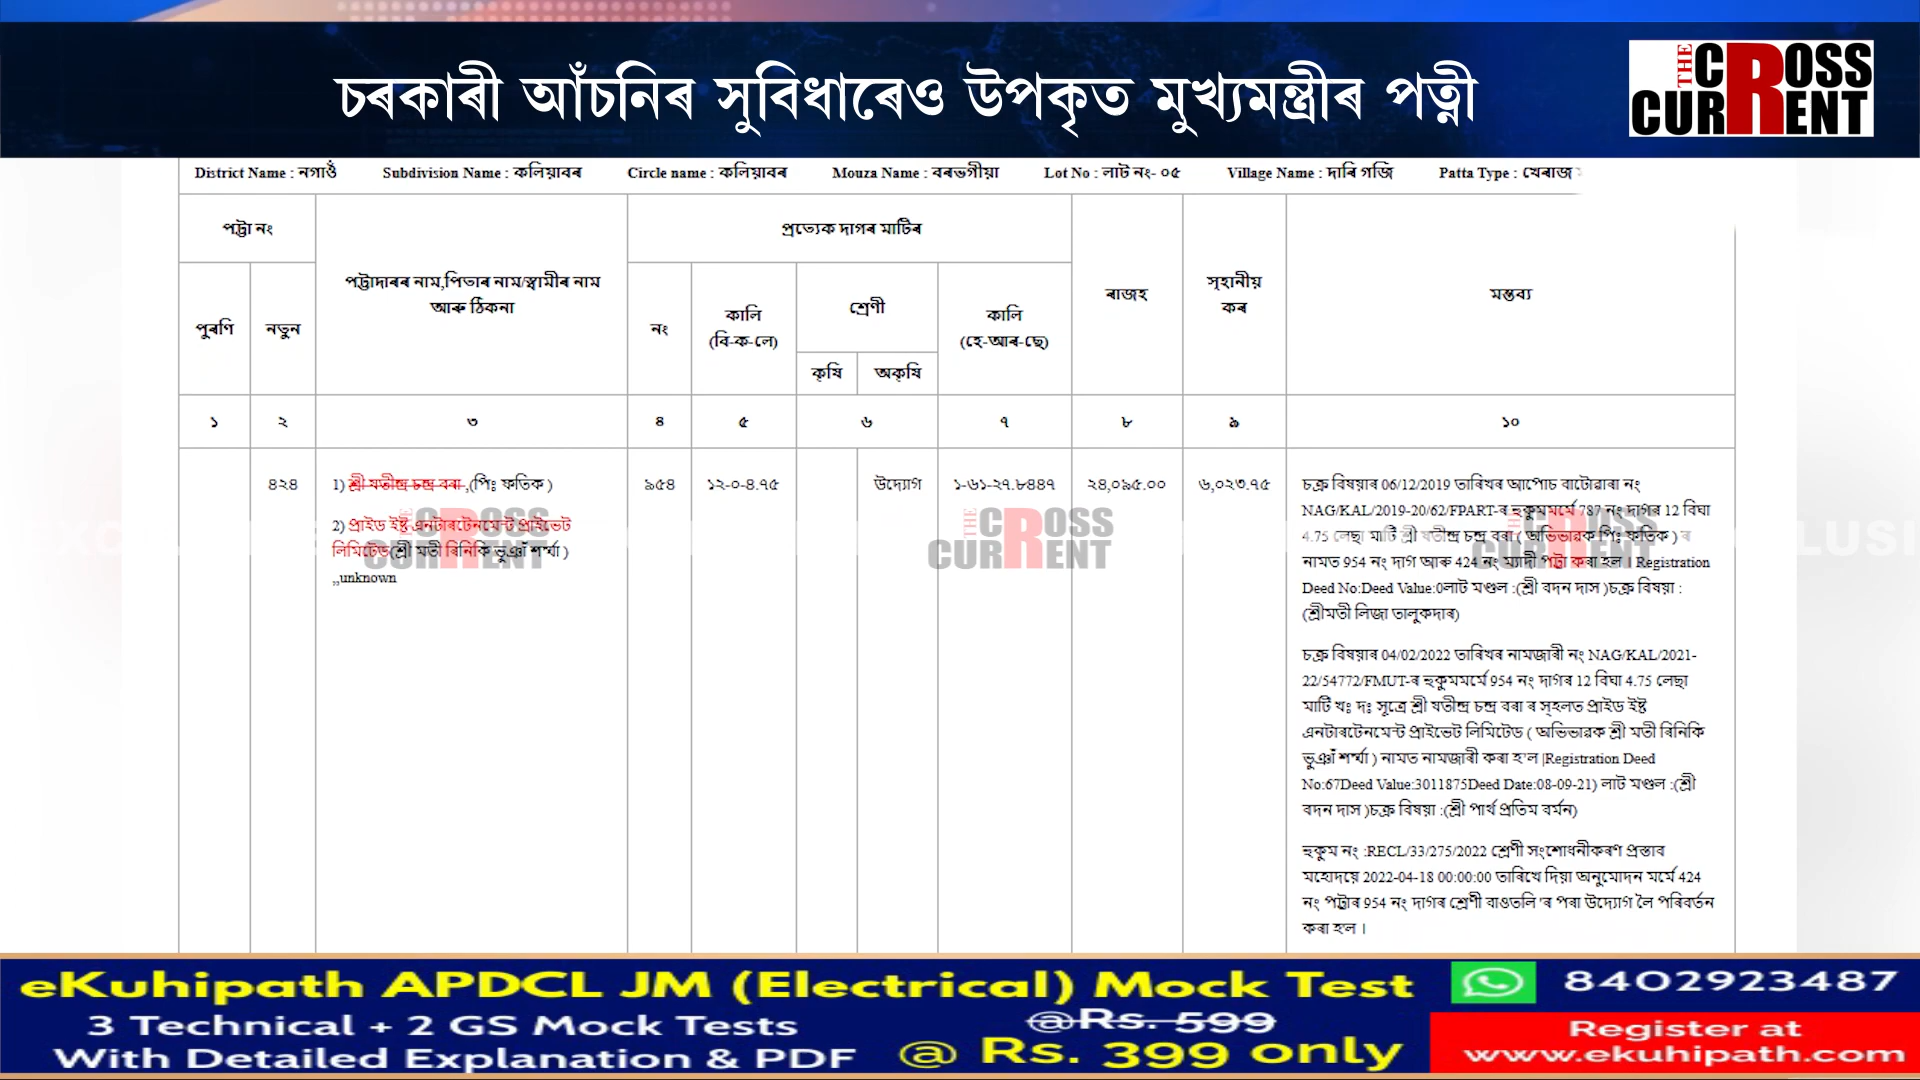 চৰকাৰী আঁচনিৰ সুবিধাৰেও উপকৃত মুখ্যমন্ত্ৰীৰ পত্নী
THE CROSS CURRENT
District Name : নগাওঁ Subdivision Name : কলিয়াবৰ Circle name : কলিয়াবৰ Mouza Name : বৰভগীয়া Lot No : লাট নং- ০৫ Village Name : দাৰি গজি Patta Type : খেৰাজ
পট্টা নং
প্ৰত্যেক দাগৰ মাটিৰ
পট্টাদাৰৰ নাম,পিতাৰ নাম/স্বামীৰ নাম
আৰু ঠিকনা
ৰাজহ
স্হানীয়
কৰ
মন্তব্য
পুৰণি
নতুন
নং
কালি
(বি-ক-লে)
শ্ৰেণী
কালি
(হে-আৰ-ছে)
কৃষি
অকৃষি
১ ২ ৩ ৪ ৫ ৬ ৭ ৮ ৯ ১০
৪২৪
1) শ্ৰী যতীন্দ্ৰ চন্দ্ৰ বৰা ,(পিঃ ফতিক )
2) প্ৰাইড ইষ্ট এনটাৰটেনমেন্ট প্ৰাইভেট
লিমিটেড(শ্ৰী মতী ৰিনিকি ভুঞাঁ শৰ্ম্মা )
,,unknown
৯৫৪
১২-০-৪.৭৫
উদ্যোগ
১-৬১-২৭.৮৪৪৭
২৪,০৯৫.০০
৬,০২৩.৭৫
চক্ৰ বিষয়াৰ 06/12/2019 তাৰিখৰ আপোচ বাটোৱাৰা নং
NAG/KAL/2019-20/62/FPART-ৰ হুকুমমৰ্মে 787 নং দাগৰ 12 বিঘা
4.75 লেছা মাটি শ্ৰী যতীন্দ্ৰ চন্দ্ৰ বৰা ( অভিভাৱক পিঃ ফতিক ) ৰ
নামত 954 নং দাগ আৰু 424 নং ম্যাদী পট্টা কৰা হল । Registration
Deed No:Deed Value:0লাট মণ্ডল :(শ্ৰী বদন দাস )চক্ৰ বিষয়া :
(শ্ৰীমতী লিজা তালুকদাৰ)
চক্ৰ বিষয়াৰ 04/02/2022 তাৰিখৰ নামজাৰী নং NAG/KAL/2021-
22/54772/FMUT-ৰ হুকুমমৰ্মে 954 নং দাগৰ 12 বিঘা 4.75 লেছা
মাটি খঃ দঃ সূত্ৰে শ্ৰী যতীন্দ্ৰ চন্দ্ৰ বৰা ৰ স্হলত প্ৰাইড ইষ্ট
এনটাৰটেনমেন্ট প্ৰাইভেট লিমিটেড ( অভিভাৱক শ্ৰী মতী ৰিনিকি
ভুঞাঁ শৰ্ম্মা ) নামত নামজাৰী কৰা হ'ল |Registration Deed
No:67Deed Value:3011875Deed Date:08-09-21) লাট মণ্ডল :(শ্ৰী
বদন দাস )চক্ৰ বিষয়া :(শ্ৰী পাৰ্থ প্ৰতিম বৰ্মন)
হুকুম নং :RECL/33/275/2022 শ্ৰেণী সংশোধনীকৰণ প্ৰস্তাব
মহোদয়ে 2022-04-18 00:00:00 তাৰিখে দিয়া অনুমোদন মৰ্মে 424
নং পট্টাৰ 954 নং দাগৰ শ্ৰেণী বাওতলি 'ৰ পৰা উদ্যোগ লৈ পৰিবৰ্তন
কৰা হ'ল ।
THE CROSS CURRENT
THE CROSS CURRENT
THE CROSS CURRENT
eKuhipath APDCL JM (Electrical) Mock Test
3 Technical + 2 GS Mock Tests
With Detailed Explanation & PDF
@Rs. 599
@ Rs. 399 only
8402923487
Register at
www.ekuhipath.com